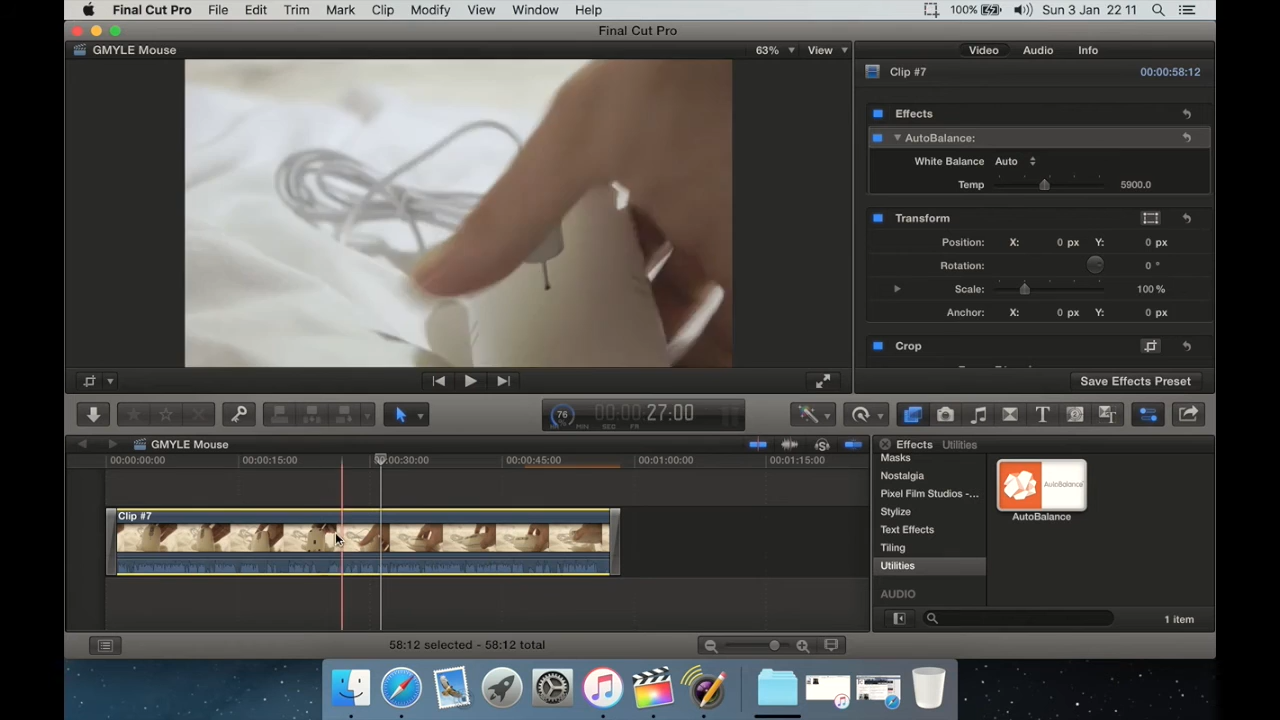 Final Cut Pro File Edit Trim Mark Clip Modify View Window Help 100% Sun 3 Jan 22 11
Final Cut Pro
GMYLE Mouse 63% View Video Audio Info
Clip #7 00:00:58:12
Effects
AutoBalance:
White Balance Auto
Temp 5900.0
Transform
Position: X: 0 px Y: 0 px
Rotation: 0 °
Scale: 100 %
Anchor: X: 0 px Y: 0 px
Crop
Save Effects Preset
76 00:00:27:00
HR MIN SEC FR
GMYLE Mouse Effects Utilities
00:00:00:00 00:00:15:00 00:00:30:00 00:00:45:00 00:01:00:00 00:01:15:00
Masks
Nostalgia
Pixel Film Studios -...
Stylize
Text Effects
Tiling
Utilities
AUDIO
AutoBalance
AutoBalance
Clip #7
1 item
58:12 selected - 58:12 total